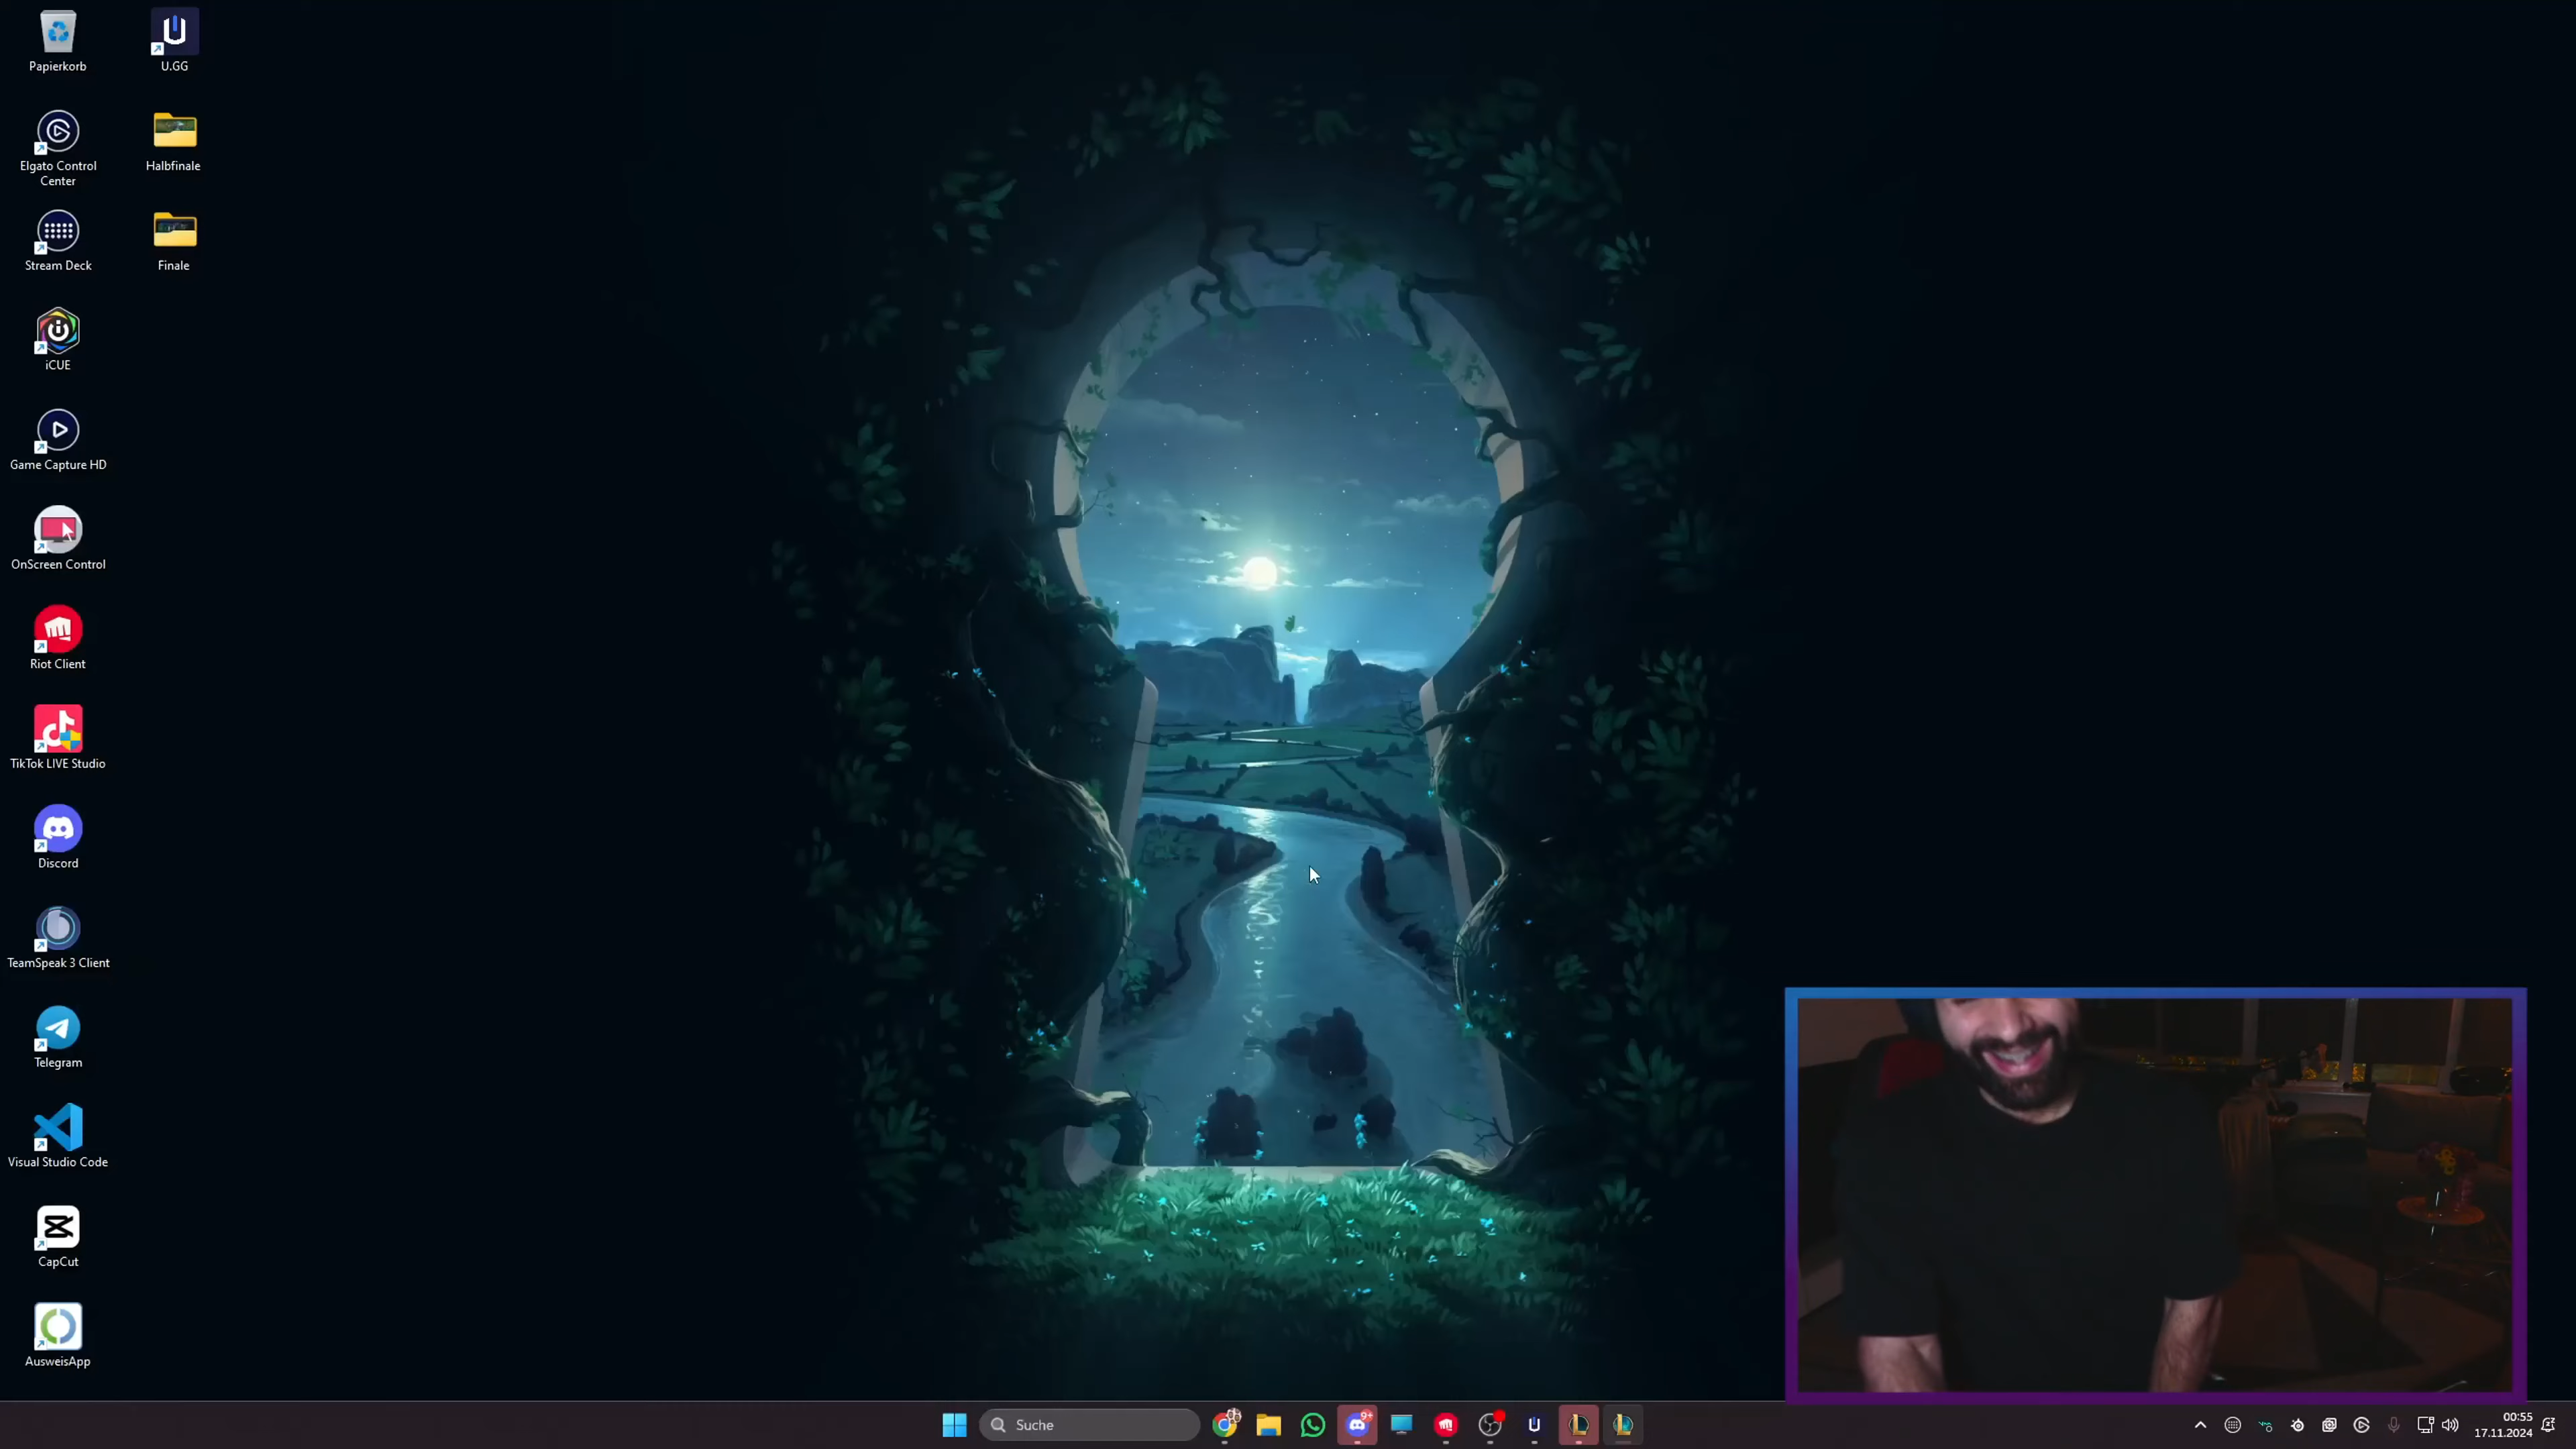 Papierkorb
U.GG
Elgato Control
Center
Halbfinale
Stream Deck
Finale
iCUE
Game Capture HD
OnScreen Control
Riot Client
TikTok LIVE Studio
Discord
TeamSpeak 3 Client
Telegram
Visual Studio Code
CapCut
AusweisApp
Suche
9+
00:55
17.11.2024